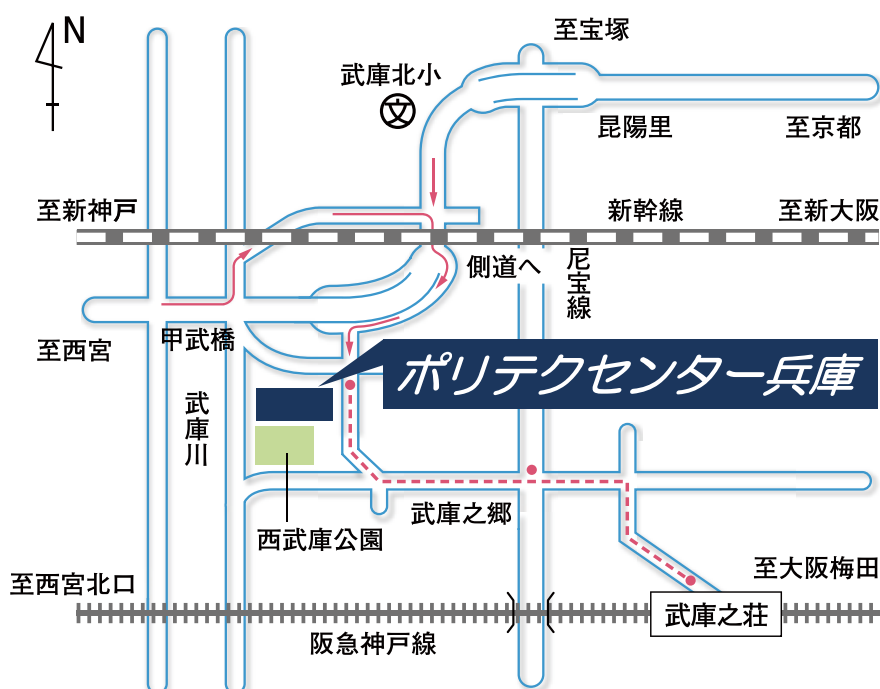 N
至宝塚
武庫北小
文
昆陽里
至京都
至新神戸
新幹線
至新大阪
側道へ
尼宝線
至西宮
甲武橋
ポリテクセンター兵庫
武庫川
武庫之郷
西武庫公園
至西宮北口
至大阪梅田
武庫之荘
阪急神戸線